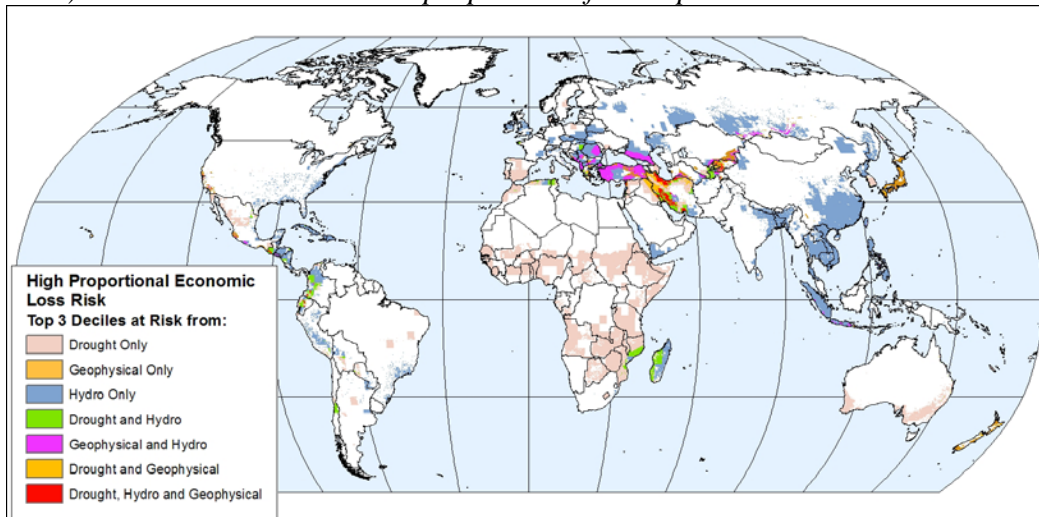 High Proportional Economic
Loss Risk
Top 3 Deciles at Risk from:
Drought Only
Geophysical Only
Hydro Only
Drought and Hydro
Geophysical and Hydro
Drought and Geophysical
Drought, Hydro and Geophysical